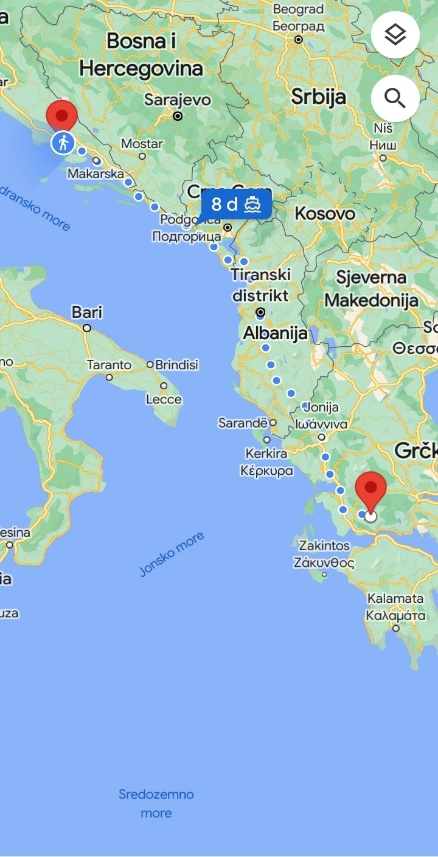 Beograd
Београд
Bosna i
Hercegovina
Sarajevo
Srbija
Niš
Ниш
Mostar
Makarska
dransko more
8 d
Podgorica
Подгорица
Kosovo
Tiranski
distrikt
Sjeverna
Makedonija
Albanija
Bari
Taranto
Brindisi
Lecce
Sarandë
Jonija
Ιωάννινα
Kerkira
Κέρκυρα
Zakintos
Ζάκυνθος
Jonsko more
Kalamata
Καλαμάτα
Sredozemno
more